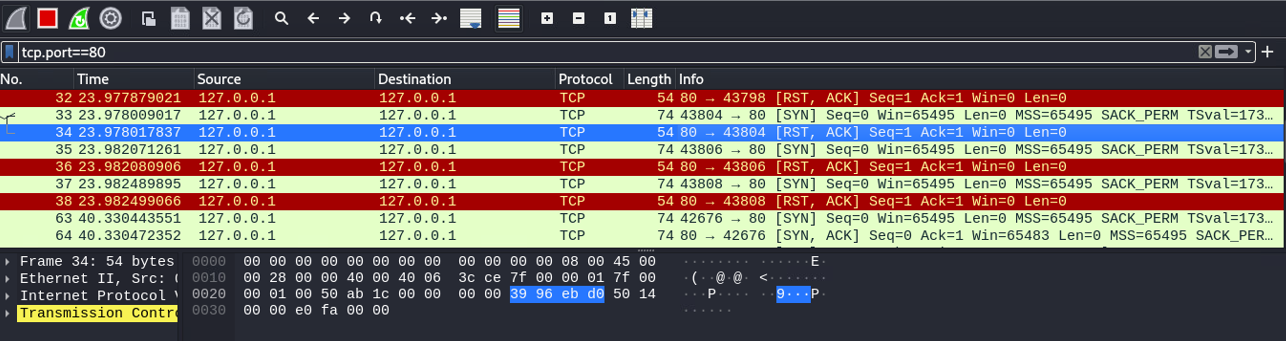 tcp.port==80
No. Time Source Destination Protocol Length Info
32 23.977879021 127.0.0.1 127.0.0.1 TCP 54 80 → 43798 [RST, ACK] Seq=1 Ack=1 Win=0 Len=0
33 23.978009017 127.0.0.1 127.0.0.1 TCP 74 43804 → 80 [SYN] Seq=0 Win=65495 Len=0 MSS=65495 SACK_PERM TSval=173…
34 23.978017837 127.0.0.1 127.0.0.1 TCP 54 80 → 43804 [RST, ACK] Seq=1 Ack=1 Win=0 Len=0
35 23.982071261 127.0.0.1 127.0.0.1 TCP 74 43806 → 80 [SYN] Seq=0 Win=65495 Len=0 MSS=65495 SACK_PERM TSval=173…
36 23.982080906 127.0.0.1 127.0.0.1 TCP 54 80 → 43806 [RST, ACK] Seq=1 Ack=1 Win=0 Len=0
37 23.982489895 127.0.0.1 127.0.0.1 TCP 74 43808 → 80 [SYN] Seq=0 Win=65495 Len=0 MSS=65495 SACK_PERM TSval=173…
38 23.982499066 127.0.0.1 127.0.0.1 TCP 54 80 → 43808 [RST, ACK] Seq=1 Ack=1 Win=0 Len=0
63 40.330443551 127.0.0.1 127.0.0.1 TCP 74 42676 → 80 [SYN] Seq=0 Win=65495 Len=0 MSS=65495 SACK_PERM TSval=173…
64 40.330472352 127.0.0.1 127.0.0.1 TCP 74 80 → 42676 [SYN, ACK] Seq=0 Ack=1 Win=65483 Len=0 MSS=65495 SACK_PER…
Frame 34: 54 bytes
Ethernet II, Src: 
Internet Protocol
Transmission Contr
0000 00 00 00 00 00 00 00 00 00 00 00 00 08 00 45 00 ········ ······E·
0010 00 28 00 00 40 00 40 06 3c ce 7f 00 00 01 7f 00 ·(··@·@· <·······
0020 00 01 00 50 ab 1c 00 00 00 00 39 96 eb d0 50 14 ···P···· ··9···P·
0030 00 00 e0 fa 00 00 ······